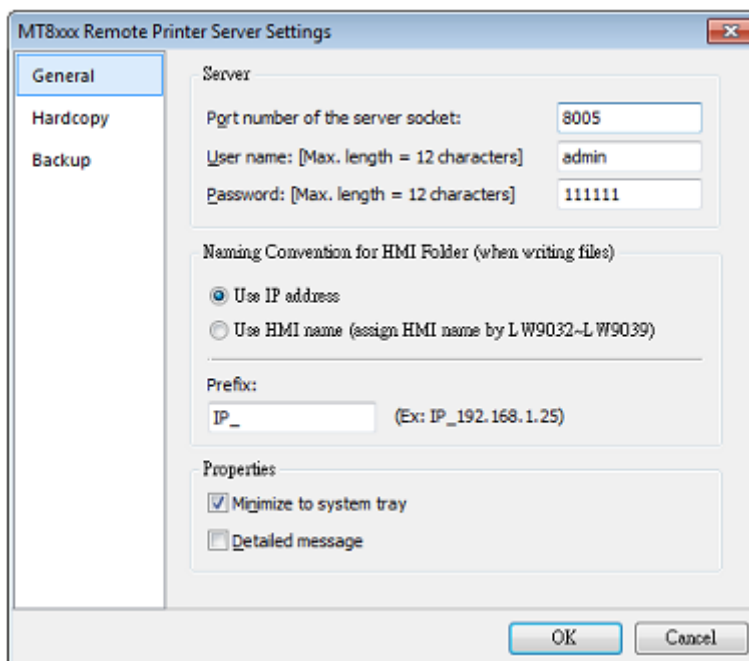 MT8xxx Remote Printer Server Settings
General
Hardcopy
Backup
Server
Port number of the server socket: 8005
User name: [Max. length = 12 characters] admin
Password: [Max. length = 12 characters] 111111
Naming Convention for HMI Folder (when writing files)
Use IP address
Use HMI name (assign HMI name by LW9032~LW9039)
Prefix:
IP_ (Ex: IP_192.168.1.25)
Properties
Minimize to system tray
Detailed message
OK Cancel